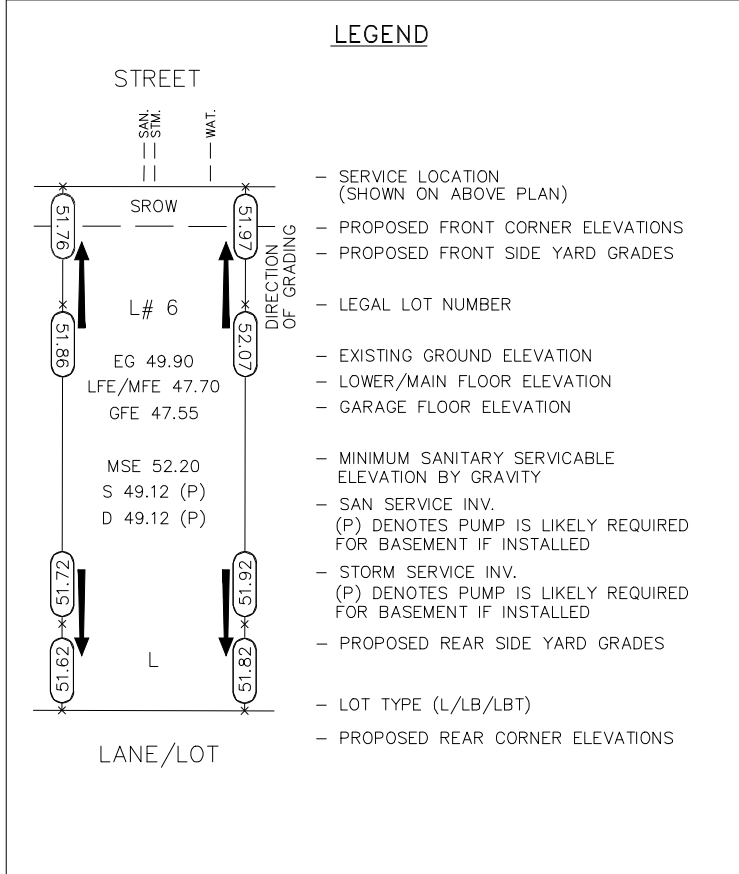 LEGEND
STREET
SAN.
STM.
WAT.
SROW
51.76
51.97
DIRECTION
OF GRADING
L# 6
51.86
52.07
EG 49.90
LFE/MFE 47.70
GFE 47.55
MSE 52.20
S 49.12 (P)
D 49.12 (P)
51.72
51.92
51.62
51.82
L
LANE/LOT
– SERVICE LOCATION
(SHOWN ON ABOVE PLAN)
– PROPOSED FRONT CORNER ELEVATIONS
– PROPOSED FRONT SIDE YARD GRADES
– LEGAL LOT NUMBER
– EXISTING GROUND ELEVATION
– LOWER/MAIN FLOOR ELEVATION
– GARAGE FLOOR ELEVATION
– MINIMUM SANITARY SERVICABLE
ELEVATION BY GRAVITY
– SAN SERVICE INV.
(P) DENOTES PUMP IS LIKELY REQUIRED
FOR BASEMENT IF INSTALLED
– STORM SERVICE INV.
(P) DENOTES PUMP IS LIKELY REQUIRED
FOR BASEMENT IF INSTALLED
– PROPOSED REAR SIDE YARD GRADES
– LOT TYPE (L/LB/LBT)
– PROPOSED REAR CORNER ELEVATIONS